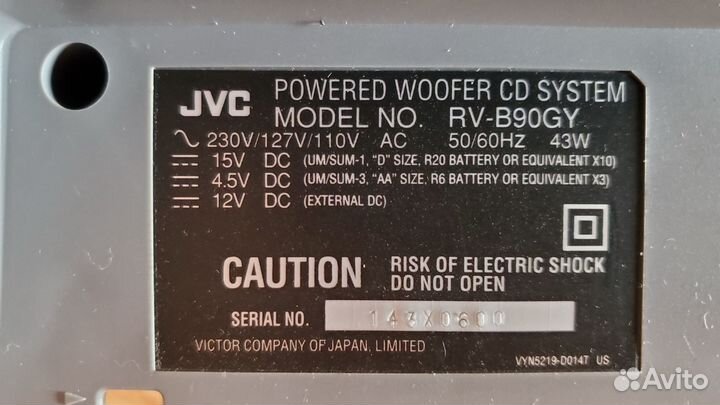 JVC POWERED WOOFER CD SYSTEM
MODEL NO. RV-B90GY
230V/127V/110V AC 50/60HZ 43W
15V DC (UM/SUM-1, "D" SIZE, R20 BATTERY OR EQUIVALENT X10)
4.5V DC (UM/SUM-3, "AA" SIZE, R6 BATTERY OR EQUIVALENT X3)
12V DC (EXTERNAL DC)
CAUTION RISK OF ELECTRIC SHOCK
DO NOT OPEN
SERIAL NO. 143X0600
VICTOR COMPANY OF JAPAN, LIMITED
VYN5219-D014T US
Avito